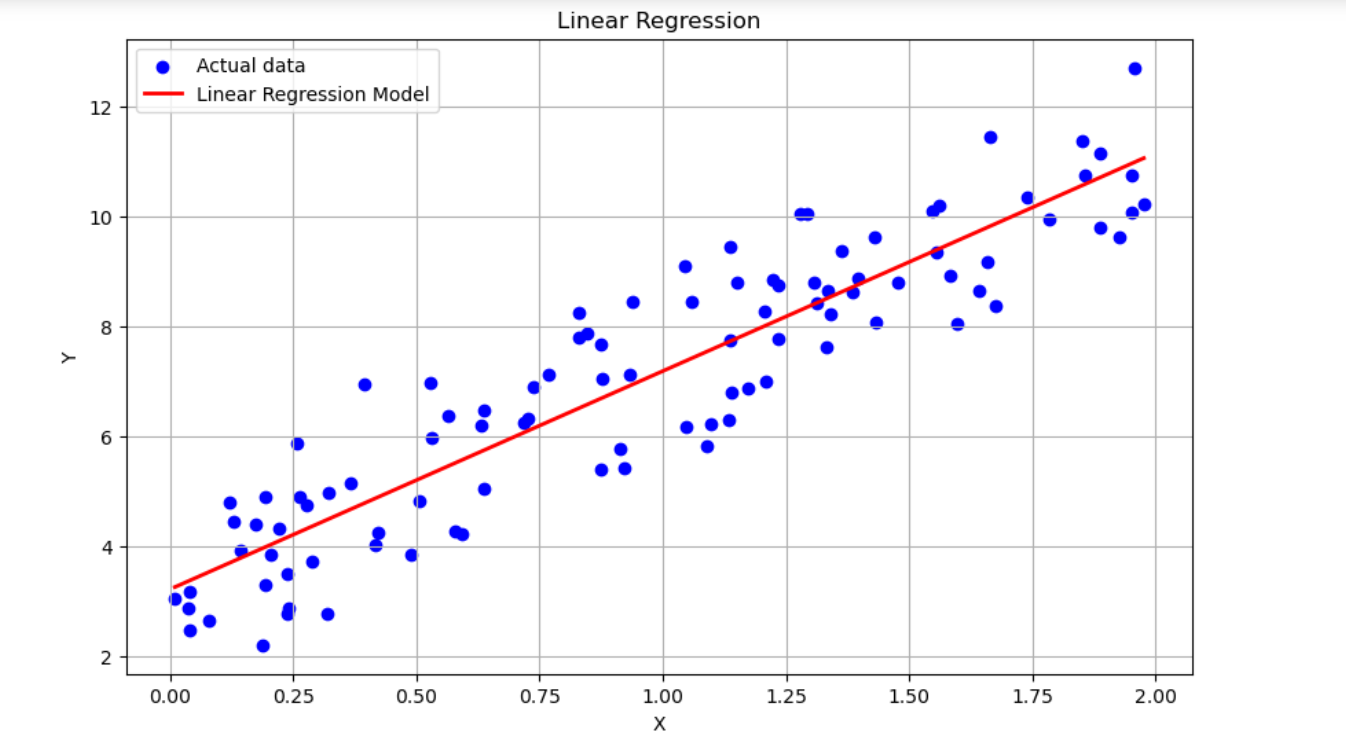 Linear Regression
Actual data
Linear Regression Model
12
10
8
6
4
2
Y
0.00 0.25 0.50 0.75 1.00 1.25 1.50 1.75 2.00
X